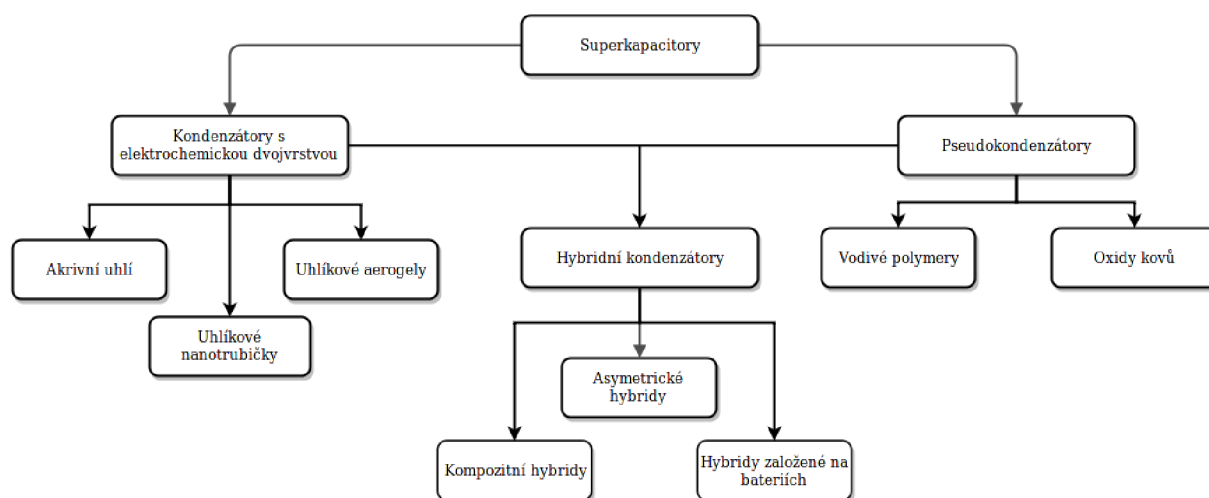 Superkapacitory
Kondenzátory s
elektrochemickou dvojvrstvou
Pseudokondenzátory
Akrivní uhlí
Uhlíkové aerogely
Hybridní kondenzátory
Vodivé polymery
Oxidy kovů
Uhlíkové
nanotrubičky
Asymetrické
hybridy
Kompozitní hybridy
Hybridy založené na
bateriích